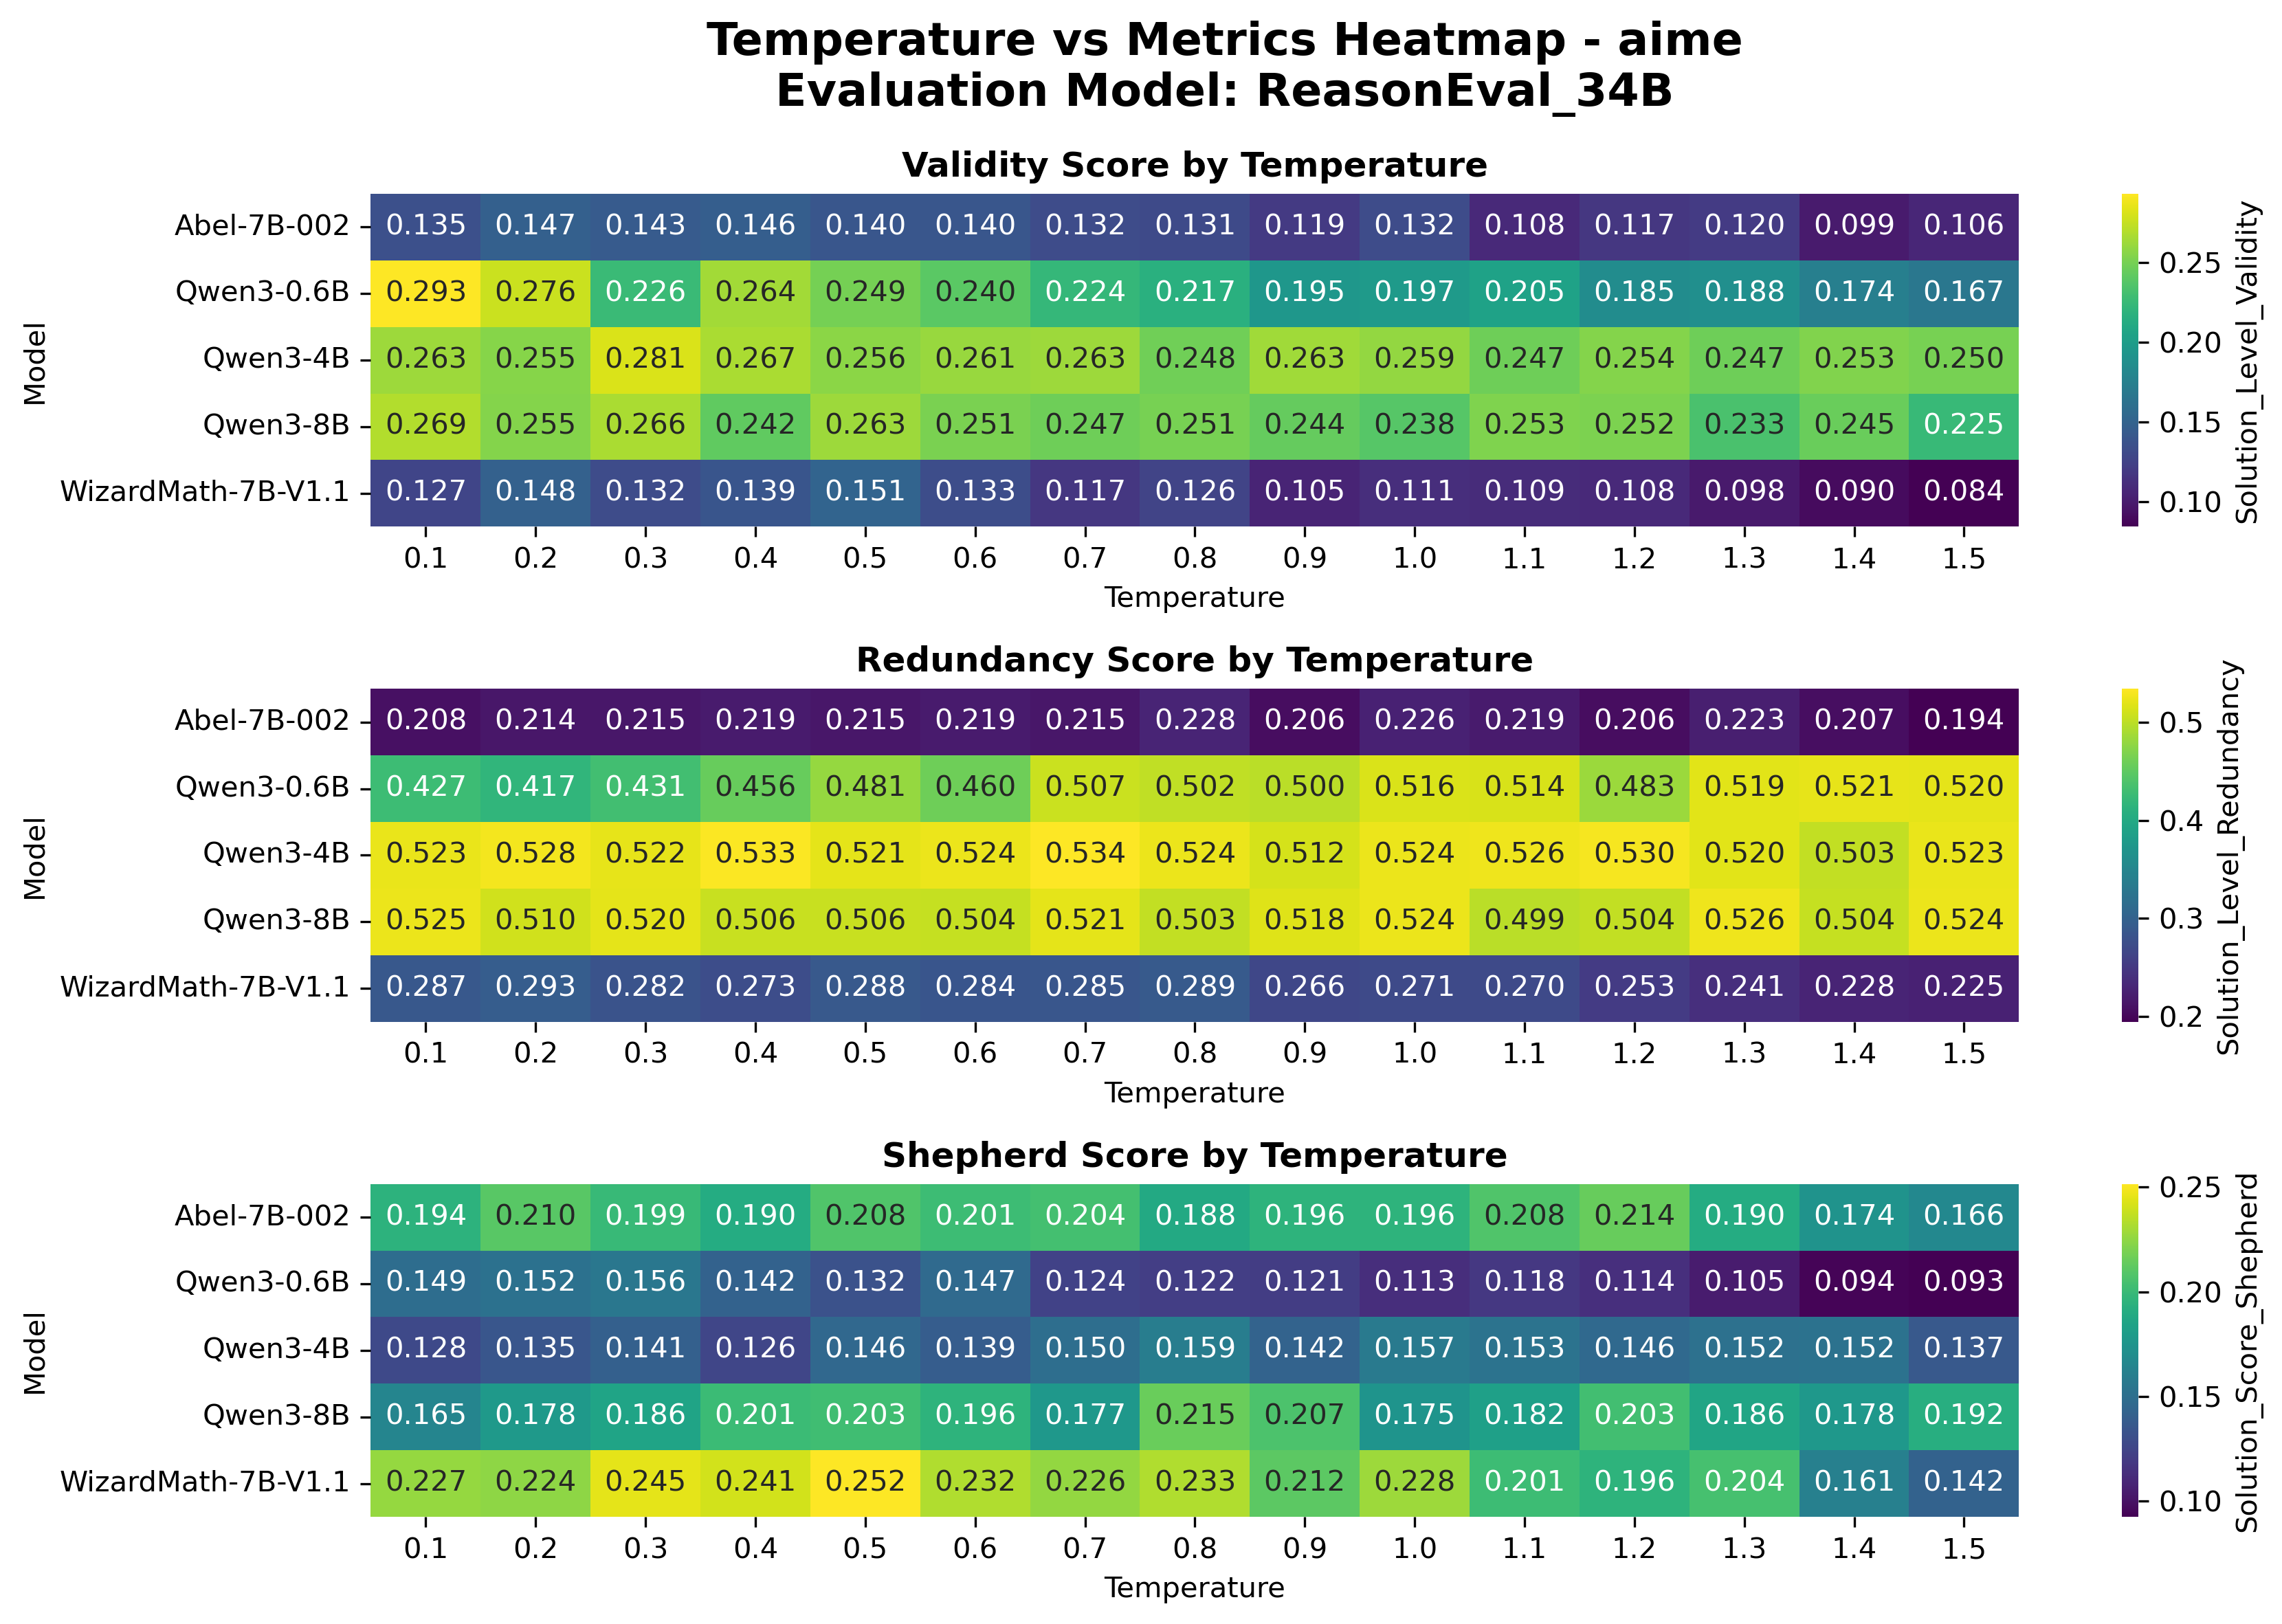 Temperature vs Metrics Heatmap - aime
Evaluation Model: ReasonEval_34B
Validity Score by Temperature
Model
Abel-7B-002 0.135 0.147 0.143 0.146 0.140 0.140 0.132 0.131 0.119 0.132 0.108 0.117 0.120 0.099 0.106
Qwen3-0.6B 0.293 0.276 0.226 0.264 0.249 0.240 0.224 0.217 0.195 0.197 0.205 0.185 0.188 0.174 0.167
Qwen3-4B 0.263 0.255 0.281 0.267 0.256 0.261 0.263 0.248 0.263 0.259 0.247 0.254 0.247 0.253 0.250
Qwen3-8B 0.269 0.255 0.266 0.242 0.263 0.251 0.247 0.251 0.244 0.238 0.253 0.252 0.233 0.245 0.225
WizardMath-7B-V1.1 0.127 0.148 0.132 0.139 0.151 0.133 0.117 0.126 0.105 0.111 0.109 0.108 0.098 0.090 0.084
0.1 0.2 0.3 0.4 0.5 0.6 0.7 0.8 0.9 1.0 1.1 1.2 1.3 1.4 1.5
Temperature
0.25
0.20
0.15
0.10
Solution_Level_Validity
Redundancy Score by Temperature
Model
Abel-7B-002 0.208 0.214 0.215 0.219 0.215 0.219 0.215 0.228 0.206 0.226 0.219 0.206 0.223 0.207 0.194
Qwen3-0.6B 0.427 0.417 0.431 0.456 0.481 0.460 0.507 0.502 0.500 0.516 0.514 0.483 0.519 0.521 0.520
Qwen3-4B 0.523 0.528 0.522 0.533 0.521 0.524 0.534 0.524 0.512 0.524 0.526 0.530 0.520 0.503 0.523
Qwen3-8B 0.525 0.510 0.520 0.506 0.506 0.504 0.521 0.503 0.518 0.524 0.499 0.504 0.526 0.504 0.524
WizardMath-7B-V1.1 0.287 0.293 0.282 0.273 0.288 0.284 0.285 0.289 0.266 0.271 0.270 0.253 0.241 0.228 0.225
0.1 0.2 0.3 0.4 0.5 0.6 0.7 0.8 0.9 1.0 1.1 1.2 1.3 1.4 1.5
Temperature
0.5
0.4
0.3
0.2
Solution_Level_Redundancy
Shepherd Score by Temperature
Model
Abel-7B-002 0.194 0.210 0.199 0.190 0.208 0.201 0.204 0.188 0.196 0.196 0.208 0.214 0.190 0.174 0.166
Qwen3-0.6B 0.149 0.152 0.156 0.142 0.132 0.147 0.124 0.122 0.121 0.113 0.118 0.114 0.105 0.094 0.093
Qwen3-4B 0.128 0.135 0.141 0.126 0.146 0.139 0.150 0.159 0.142 0.157 0.153 0.146 0.152 0.152 0.137
Qwen3-8B 0.165 0.178 0.186 0.201 0.203 0.196 0.177 0.215 0.207 0.175 0.182 0.203 0.186 0.178 0.192
WizardMath-7B-V1.1 0.227 0.224 0.245 0.241 0.252 0.232 0.226 0.233 0.212 0.228 0.201 0.196 0.204 0.161 0.142
0.1 0.2 0.3 0.4 0.5 0.6 0.7 0.8 0.9 1.0 1.1 1.2 1.3 1.4 1.5
Temperature
0.25
0.20
0.15
0.10
Solution_Score_Shepherd